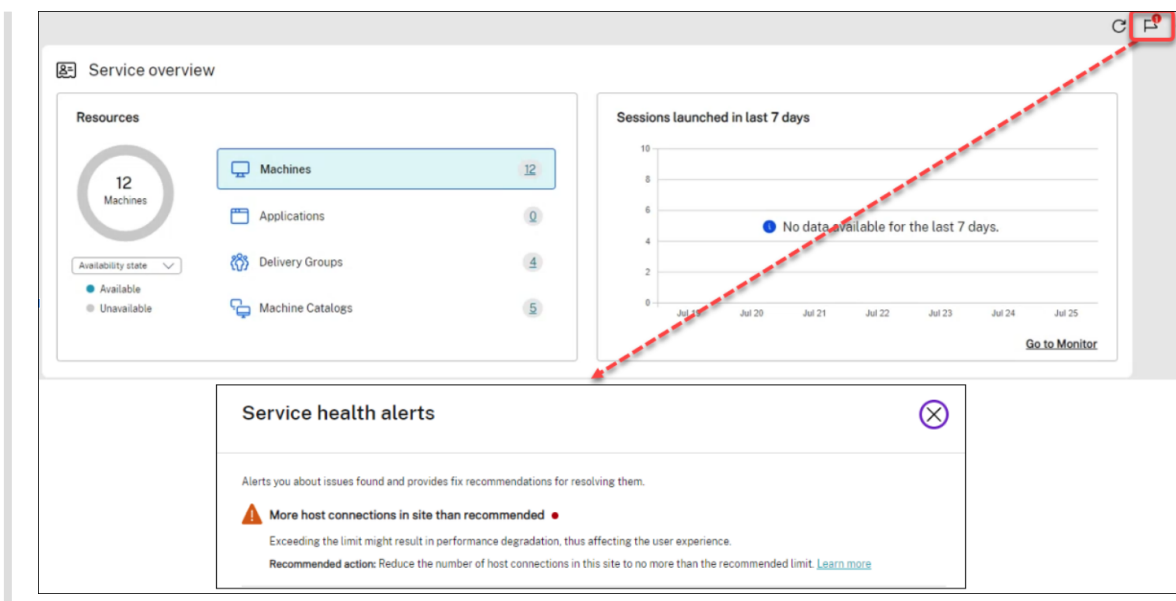 1
Service overview
Resources
12
Machines
Availability state
Available
Unavailable
Machines 12
Applications 0
Delivery Groups 4
Machine Catalogs 5
Sessions launched in last 7 days
10
8
6
4
2
0
No data available for the last 7 days.
Jul 19 Jul 20 Jul 21 Jul 22 Jul 23 Jul 24 Jul 25
Go to Monitor
Service health alerts
Alerts you about issues found and provides fix recommendations for resolving them.
More host connections in site than recommended
Exceeding the limit might result in performance degradation, thus affecting the user experience.
Recommended action: Reduce the number of host connections in this site to no more than the recommended limit. Learn more